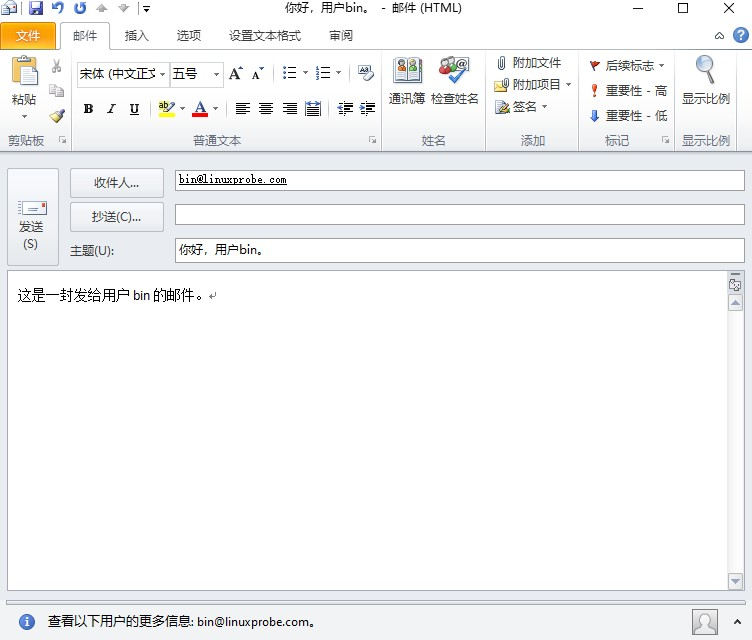 你好，用户bin。 - 邮件 (HTML)
文件 邮件 插入 选项 设置文本格式 审阅
粘贴
剪贴板
宋体 (中文正文 五号
B I U
普通文本
通讯簿 检查姓名
姓名
附加文件
附加项目
签名
添加
后续标志
重要性 - 高
重要性 - 低
标记
显示比例
显示比例
发送
(S)
收件人...
bin@linuxprobe.com
抄送(C)...
主题(U):
你好，用户bin。
这是一封发给用户 bin 的邮件。
查看以下用户的更多信息: bin@linuxprobe.com。